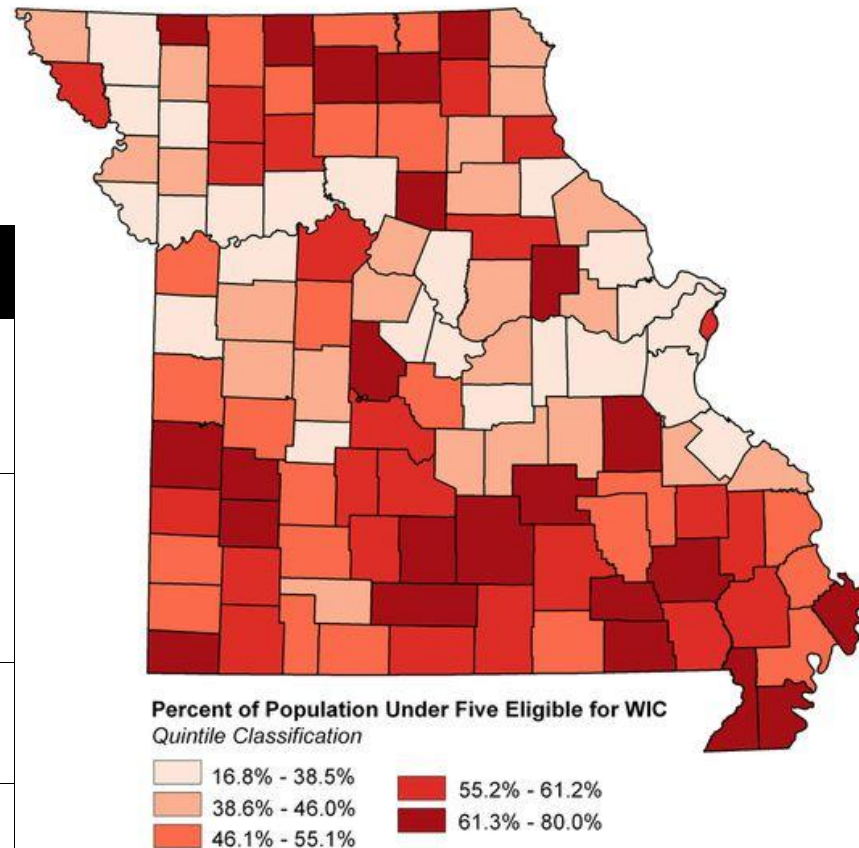 Percent of Population Under Five Eligible for WIC
Quintile Classification
16.8% - 38.5%
38.6% - 46.0%
46.1% - 55.1%
55.2% - 61.2%
61.3% - 80.0%